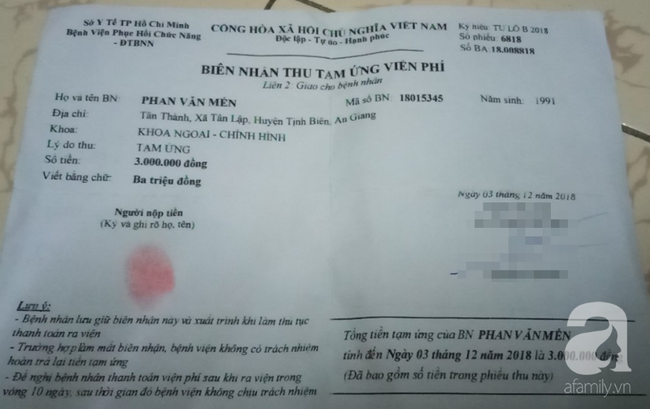 Sở Y Tế TP Hồ Chí Minh
Bệnh Viện Phục Hồi Chức Năng
- ĐTBNN
CỘNG HÒA XÃ HỘI CHỦ NGHĨA VIỆT NAM
Độc lập - Tự do - Hạnh phúc
Ký hiệu: TU LÔ B 2018
Số phiếu: 6818
Số BA: 18.008818
BIÊN NHẬN THU TẠM ỨNG VIỆN PHÍ
Liên 2: Giao cho bệnh nhân
Họ và tên BN: PHAN VĂN MÉN Mã số BN: 18015345 Năm sinh: 1991
Địa chỉ: Tân Thành, Xã Tân Lập, Huyện Tịnh Biên, An Giang
Khoa: KHOA NGOẠI - CHỈNH HÌNH
Lý do thu: TẠM ỨNG
Số tiền: 3.000.000 đồng
Viết bằng chữ: Ba triệu đồng
Ngày 03 tháng 12 năm 2018
Người nộp tiền
(Ký và ghi rõ họ, tên)
Lưu ý:
- Bệnh nhân lưu giữ biên nhân này và xuất trình khi làm thu tục
thanh toán ra viện
- Trường hợp làm mất biên nhận, bệnh viện không có trách nhiệm
hoàn trả lại tiền tạm ứng
- Đề nghị bệnh nhân thanh toán viện phí sau khi ra viện trong
vòng 10 ngày, sau thời gian đó bệnh viện không chịu trách nhiệm
Tổng tiền tạm ứng của BN PHAN VĂN MÉN
tính đến Ngày 03 tháng 12 năm 2018 là 3.000.000 đồng
(Đã bao gồm số tiền trong phiếu thu này)
a
afamily.vn